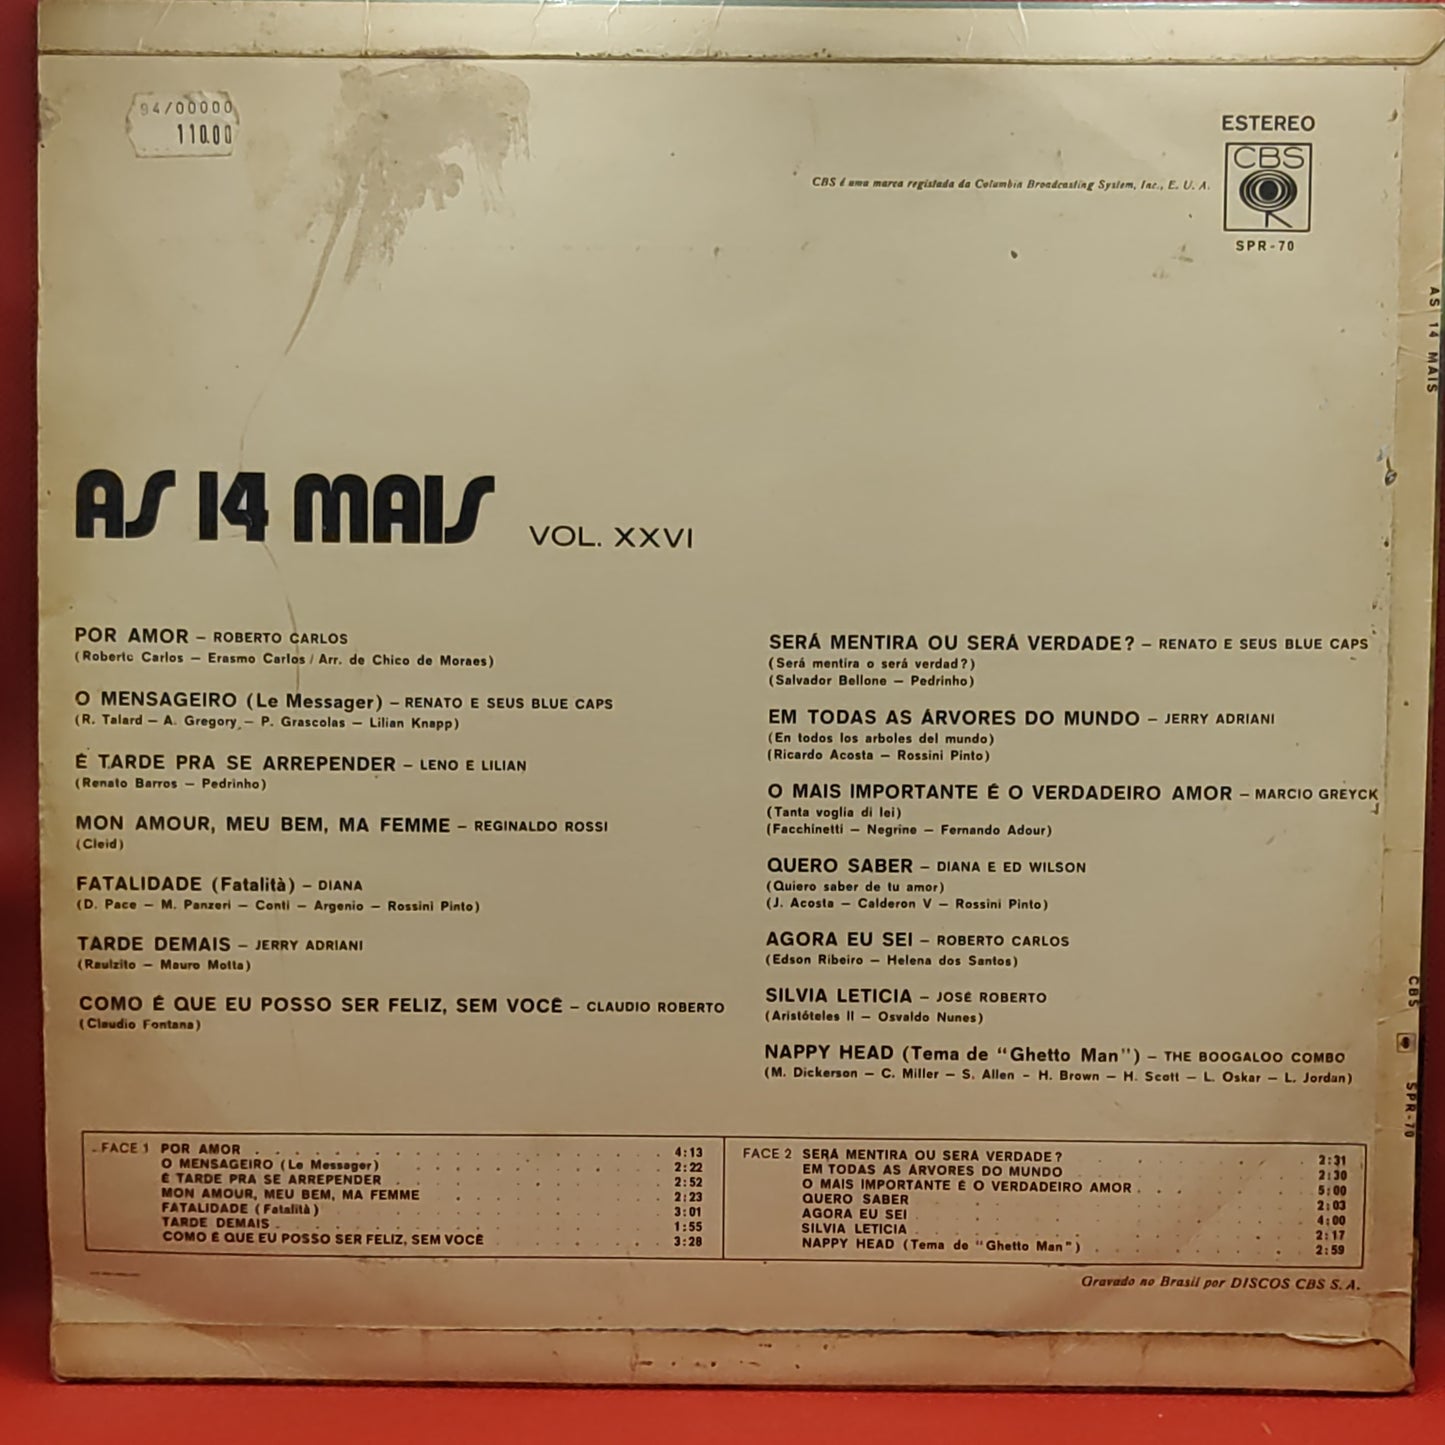 94/00000
110.00
ESTEREO
CBS
CBS é uma marca registada da Columbia Broadcasting System, Inc., E. U. A.
SPR-70
AS 14 MAIS
AS 14 MAIS VOL. XXVI
POR AMOR – ROBERTO CARLOS
(Roberto Carlos – Erasmo Carlos / Arr. de Chico de Moraes)
O MENSAGEIRO (Le Messager) – RENATO E SEUS BLUE CAPS
(R. Talard – A. Gregory – P. Grascolas – Lilian Knapp)
É TARDE PRA SE ARREPENDER – LENO E LILIAN
(Renato Barros – Pedrinho)
MON AMOUR, MEU BEM, MA FEMME – REGINALDO ROSSI
(Cleid)
FATALIDADE (Fatalità) – DIANA
(D. Pace – M. Panzeri – Conti – Argenio – Rossini Pinto)
TARDE DEMAIS – JERRY ADRIANI
(Raulzito – Mauro Motta)
COMO É QUE EU POSSO SER FELIZ, SEM VOCÊ – CLAUDIO ROBERTO
(Claudio Fontana)
SERÁ MENTIRA OU SERÁ VERDADE? – RENATO E SEUS BLUE CAPS
(Será mentira o será verdad?)
(Salvador Bellone – Pedrinho)
EM TODAS AS ÁRVORES DO MUNDO – JERRY ADRIANI
(En todos los arboles del mundo)
(Ricardo Acosta – Rossini Pinto)
O MAIS IMPORTANTE É O VERDADEIRO AMOR – MARCIO GREYCK
(Tanta voglia di lei)
(Facchinetti – Negrine – Fernando Adour)
QUERO SABER – DIANA E ED WILSON
(Quiero saber de tu amor)
(J. Acosta – Calderon V – Rossini Pinto)
AGORA EU SEI – ROBERTO CARLOS
(Edson Ribeiro – Helena dos Santos)
SILVIA LETICIA – JOSÉ ROBERTO
(Aristóteles II – Osvaldo Nunes)
NAPPY HEAD (Tema de "Ghetto Man") – THE BOOGALOO COMBO
(M. Dickerson – C. Miller – S. Allen – H. Brown – H. Scott – L. Oskar – L. Jordan)
CBS SPR-70
FACE 1 POR AMOR 4:13
O MENSAGEIRO (Le Messager) 2:22
É TARDE PRA SE ARREPENDER 2:52
MON AMOUR, MEU BEM, MA FEMME 2:23
FATALIDADE (Fatalità) 3:01
TARDE DEMAIS 1:55
COMO É QUE EU POSSO SER FELIZ, SEM VOCÊ 3:28
FACE 2 SERÁ MENTIRA OU SERÁ VERDADE? 2:31
EM TODAS AS ÁRVORES DO MUNDO 2:30
O MAIS IMPORTANTE É O VERDADEIRO AMOR 5:00
QUERO SABER 2:03
AGORA EU SEI 4:00
SILVIA LETICIA 2:17
NAPPY HEAD (Tema de "Ghetto Man") 2:59
Gravado no Brasil por DISCOS CBS S.A.